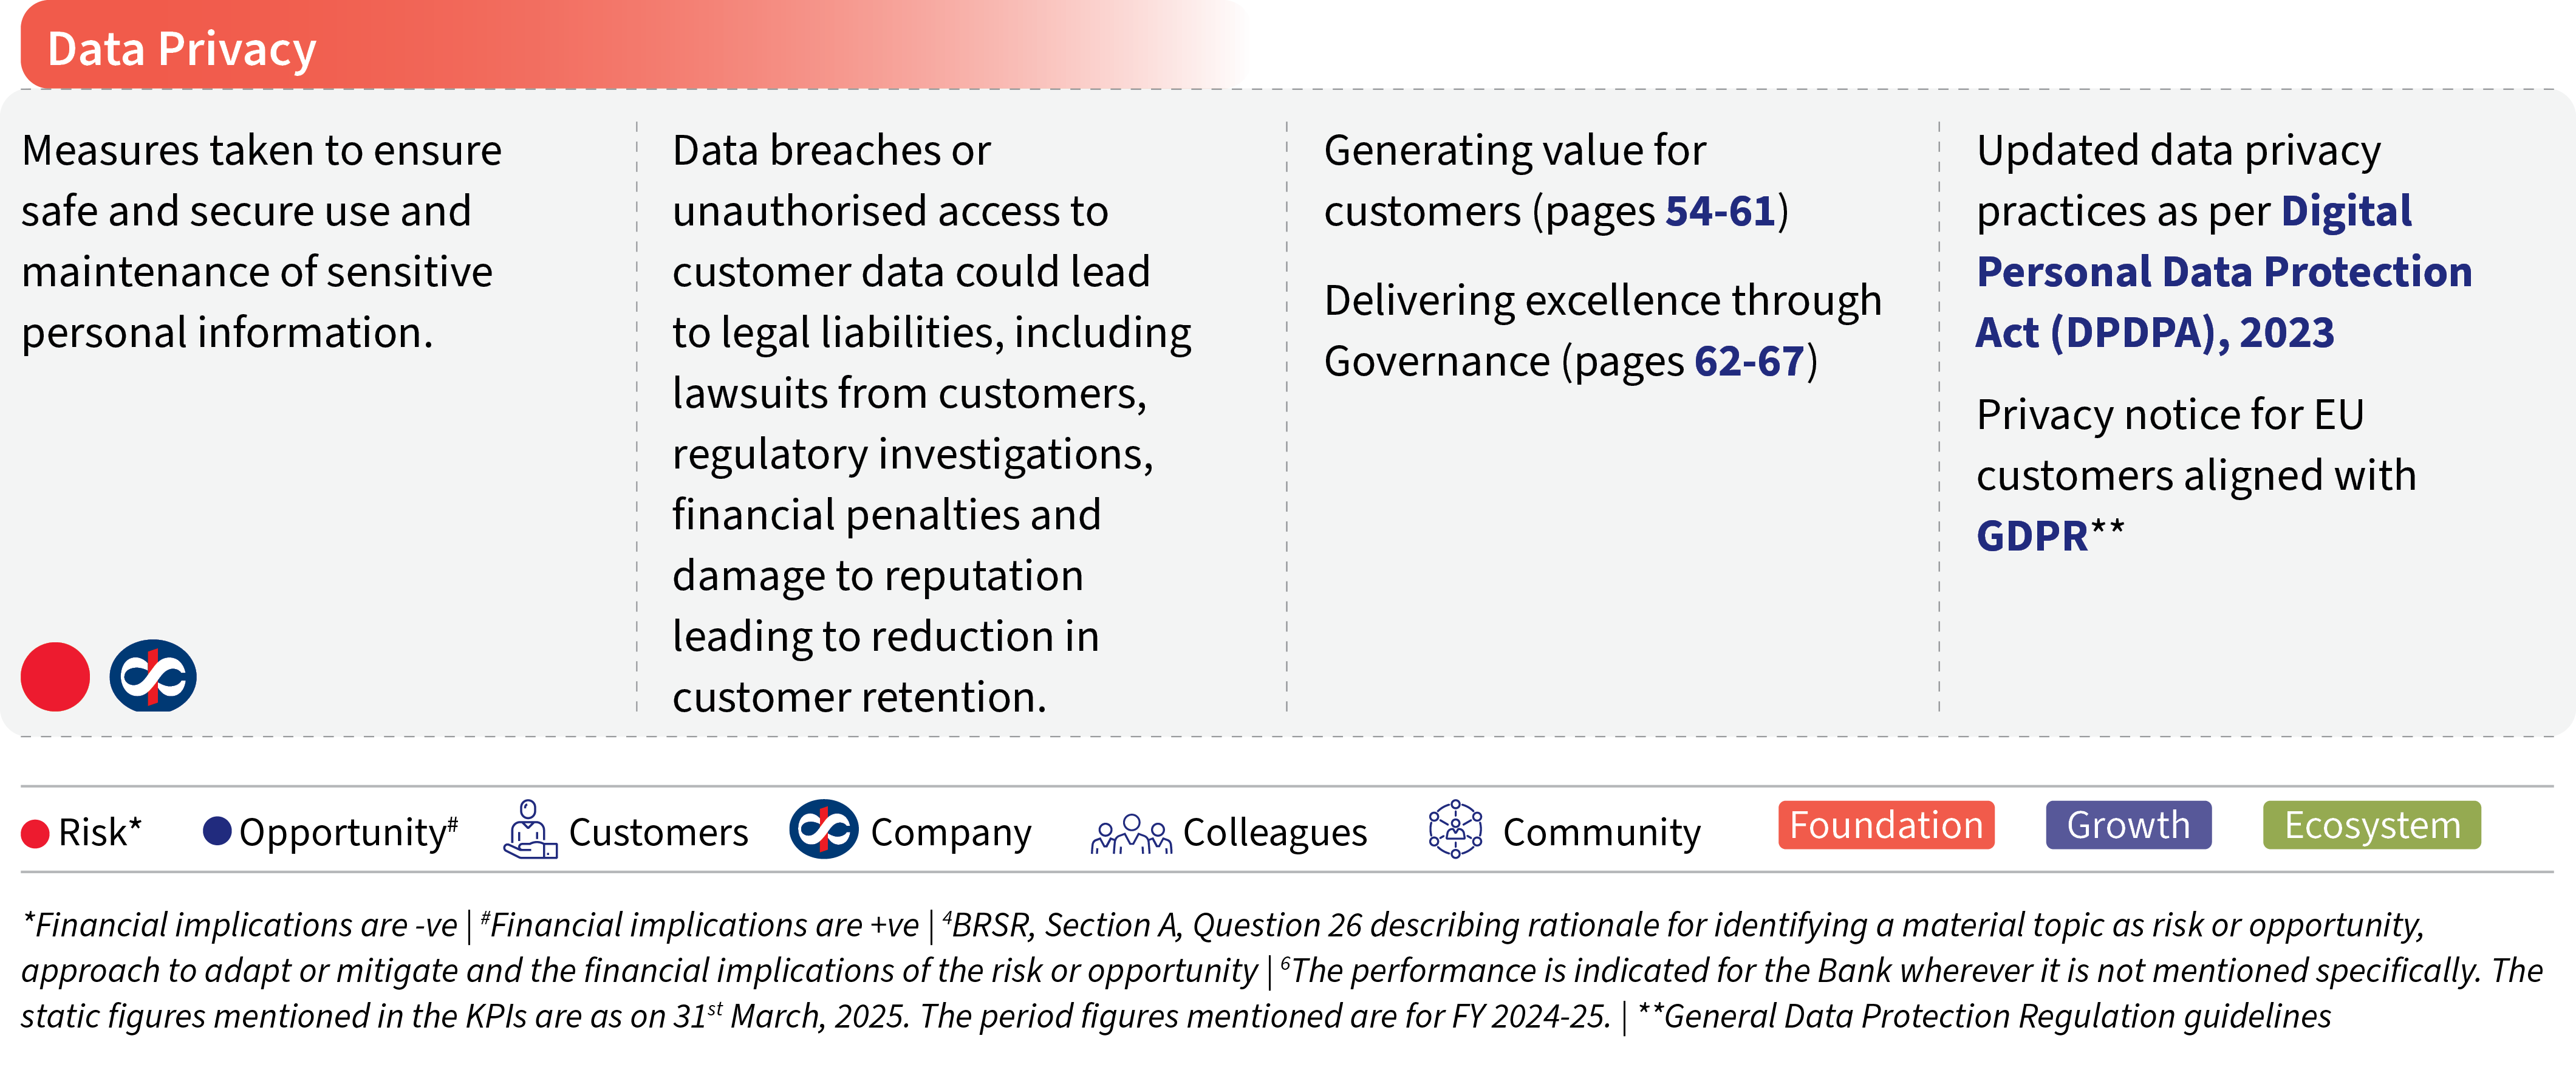 Data Privacy
Measures taken to ensure
safe and secure use and
maintenance of sensitive
personal information.
Data breaches or
unauthorised access to
customer data could lead
to legal liabilities, including
lawsuits from customers,
regulatory investigations,
financial penalties and
damage to reputation
leading to reduction in
customer retention.
Generating value for
customers (pages 54-61)
Delivering excellence through
Governance (pages 62-67)
Updated data privacy
practices as per Digital
Personal Data Protection
Act (DPDPA), 2023
Privacy notice for EU
customers aligned with
GDPR**
Risk* Opportunity# Customers Company Colleagues Community Foundation Growth Ecosystem
*Financial implications are -ve | #Financial implications are +ve | 4BRSR, Section A, Question 26 describing rationale for identifying a material topic as risk or opportunity,
approach to adapt or mitigate and the financial implications of the risk or opportunity | 6The performance is indicated for the Bank wherever it is not mentioned specifically. The
static figures mentioned in the KPIs are as on 31st March, 2025. The period figures mentioned are for FY 2024-25. | **General Data Protection Regulation guidelines